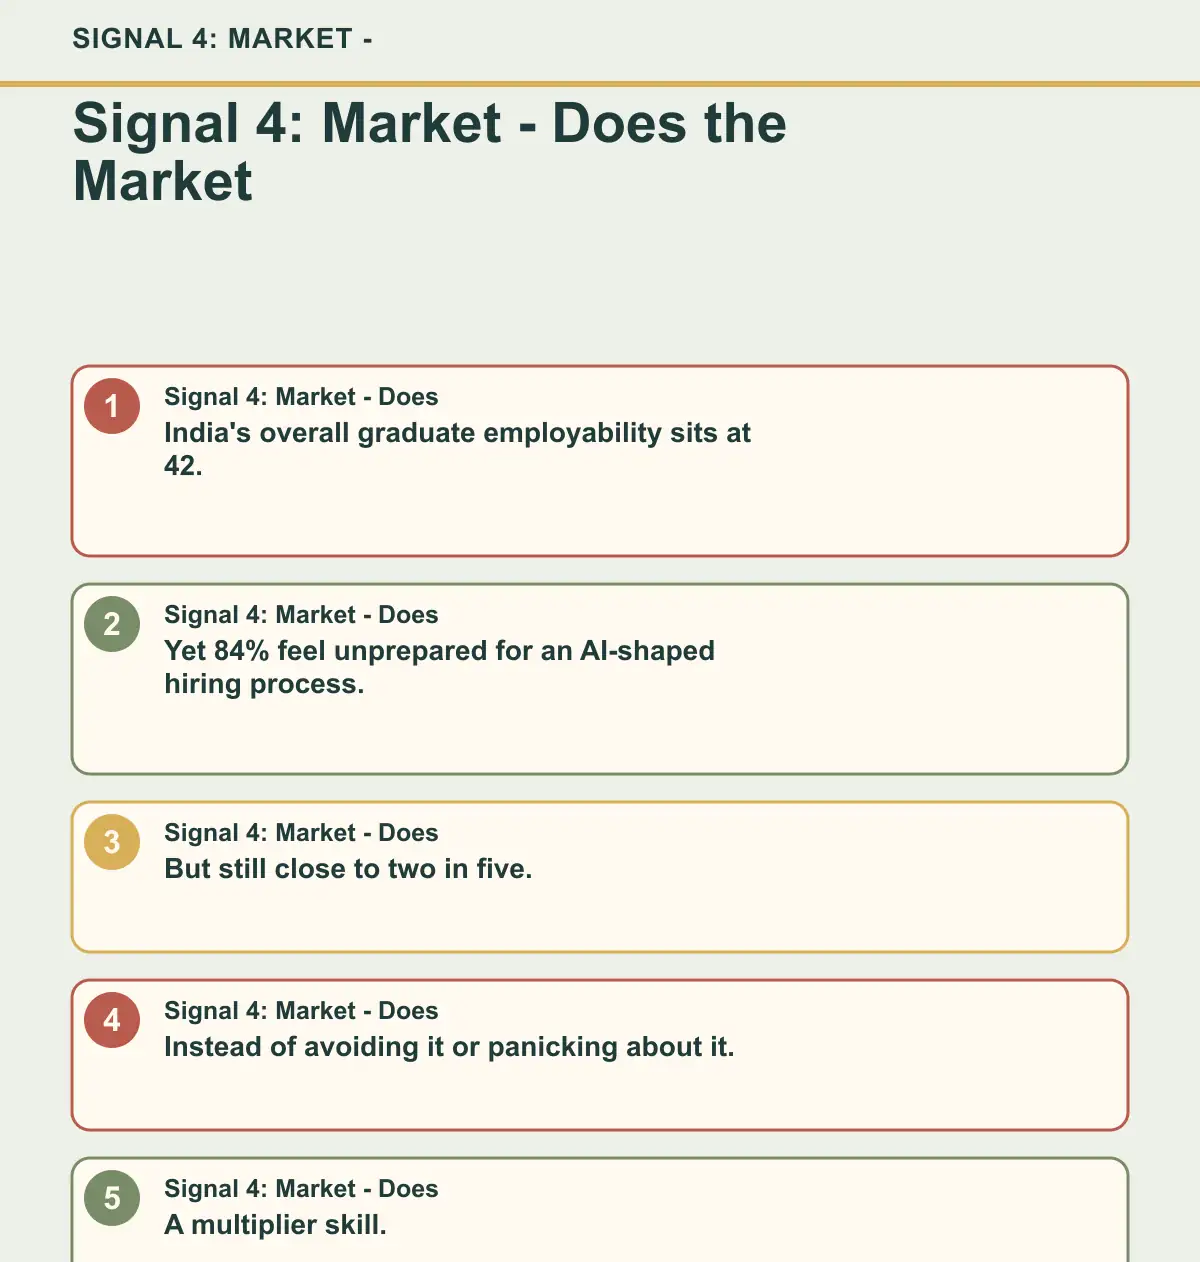 SIGNAL 4: MARKET -
Signal 4: Market - Does the
Market
1
Signal 4: Market - Does
India's overall graduate employability sits at
42.
2
Signal 4: Market - Does
Yet 84% feel unprepared for an AI-shaped
hiring process.
3
Signal 4: Market - Does
But still close to two in five.
4
Signal 4: Market - Does
Instead of avoiding it or panicking about it.
5
Signal 4: Market - Does
A multiplier skill.